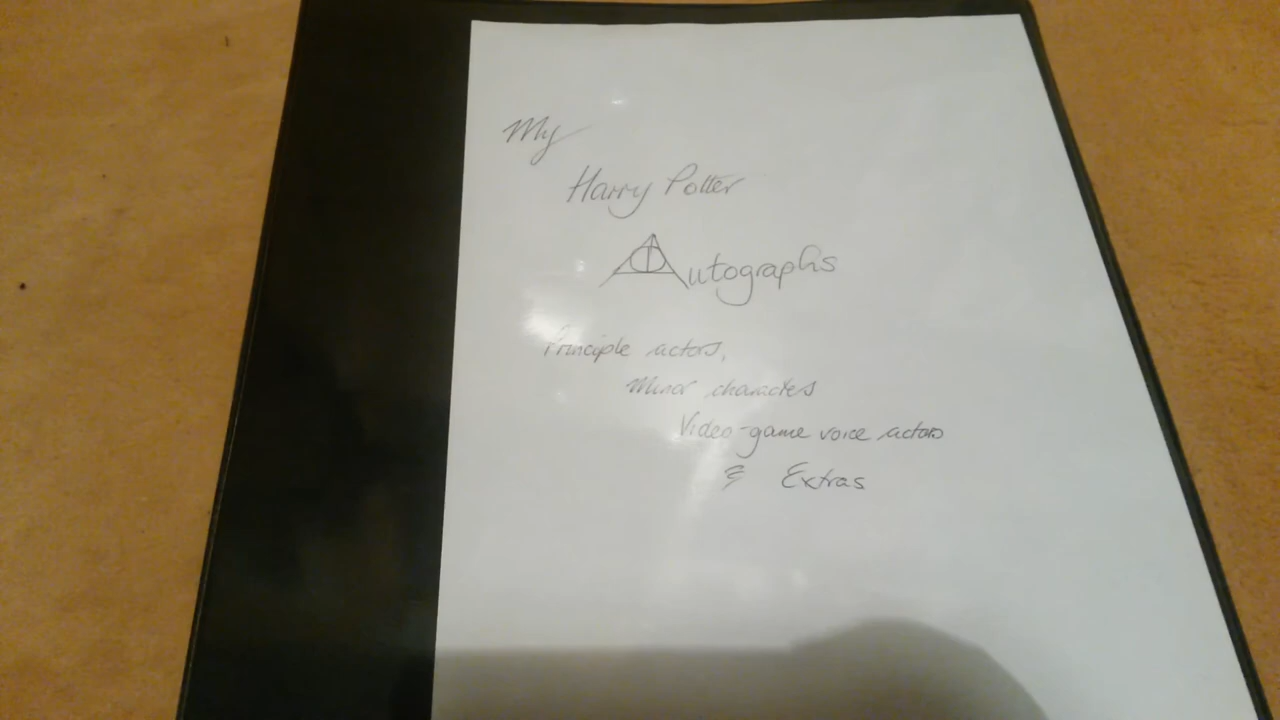 My
Harry Potter
Autographs
Principle actors,
Minor characters
Video-game voice actors
& Extras